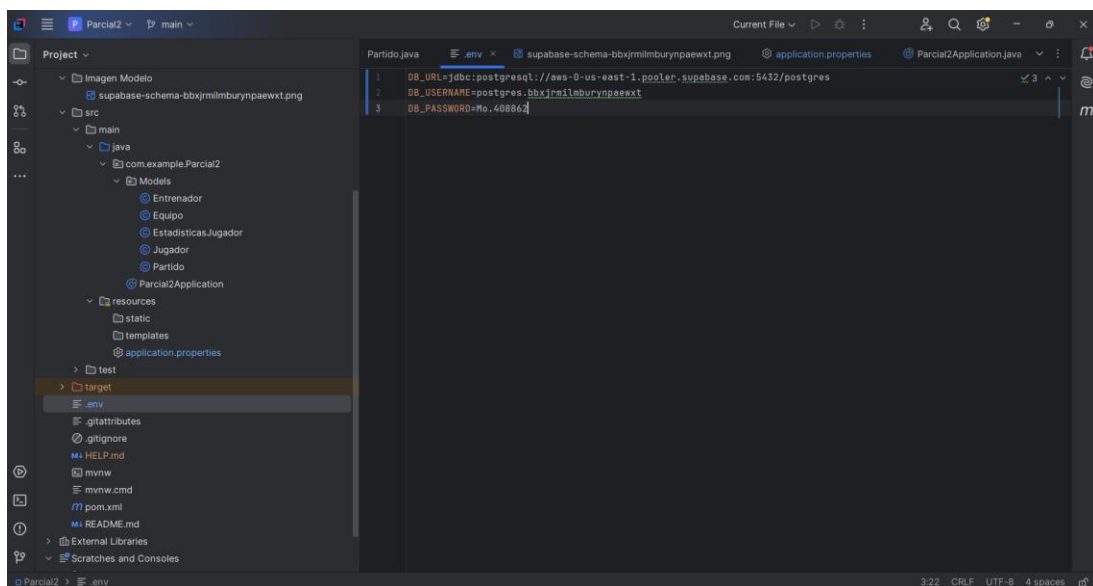 P Parcial2 main Current File
Project
Partido.java .env supabase-schema-bbxjrmilmburynpaewxt.png application.properties Parcial2Application.java
Imagen Modelo
supabase-schema-bbxjrmilmburynpaewxt.png
src
main
java
com.example.Parcial2
Models
Entrenador
Equipo
EstadisticasJugador
Jugador
Partido
Parcial2Application
resources
static
templates
application.properties
test
target
.env
.gitattributes
.gitignore
M↓ HELP.md
mvnw
mvnw.cmd
m pom.xml
M↓ README.md
External Libraries
Scratches and Consoles
1 DB_URL=jdbc:postgresql://aws-0-us-east-1.pooler.supabase.com:5432/postgres 3
2 DB_USERNAME=postgres.bbxjrmilmburynpaewxt
3 DB_PASSWORD=Mo.408862
m
Parcial2 > .env 3:22 CRLF UTF-8 4 spaces